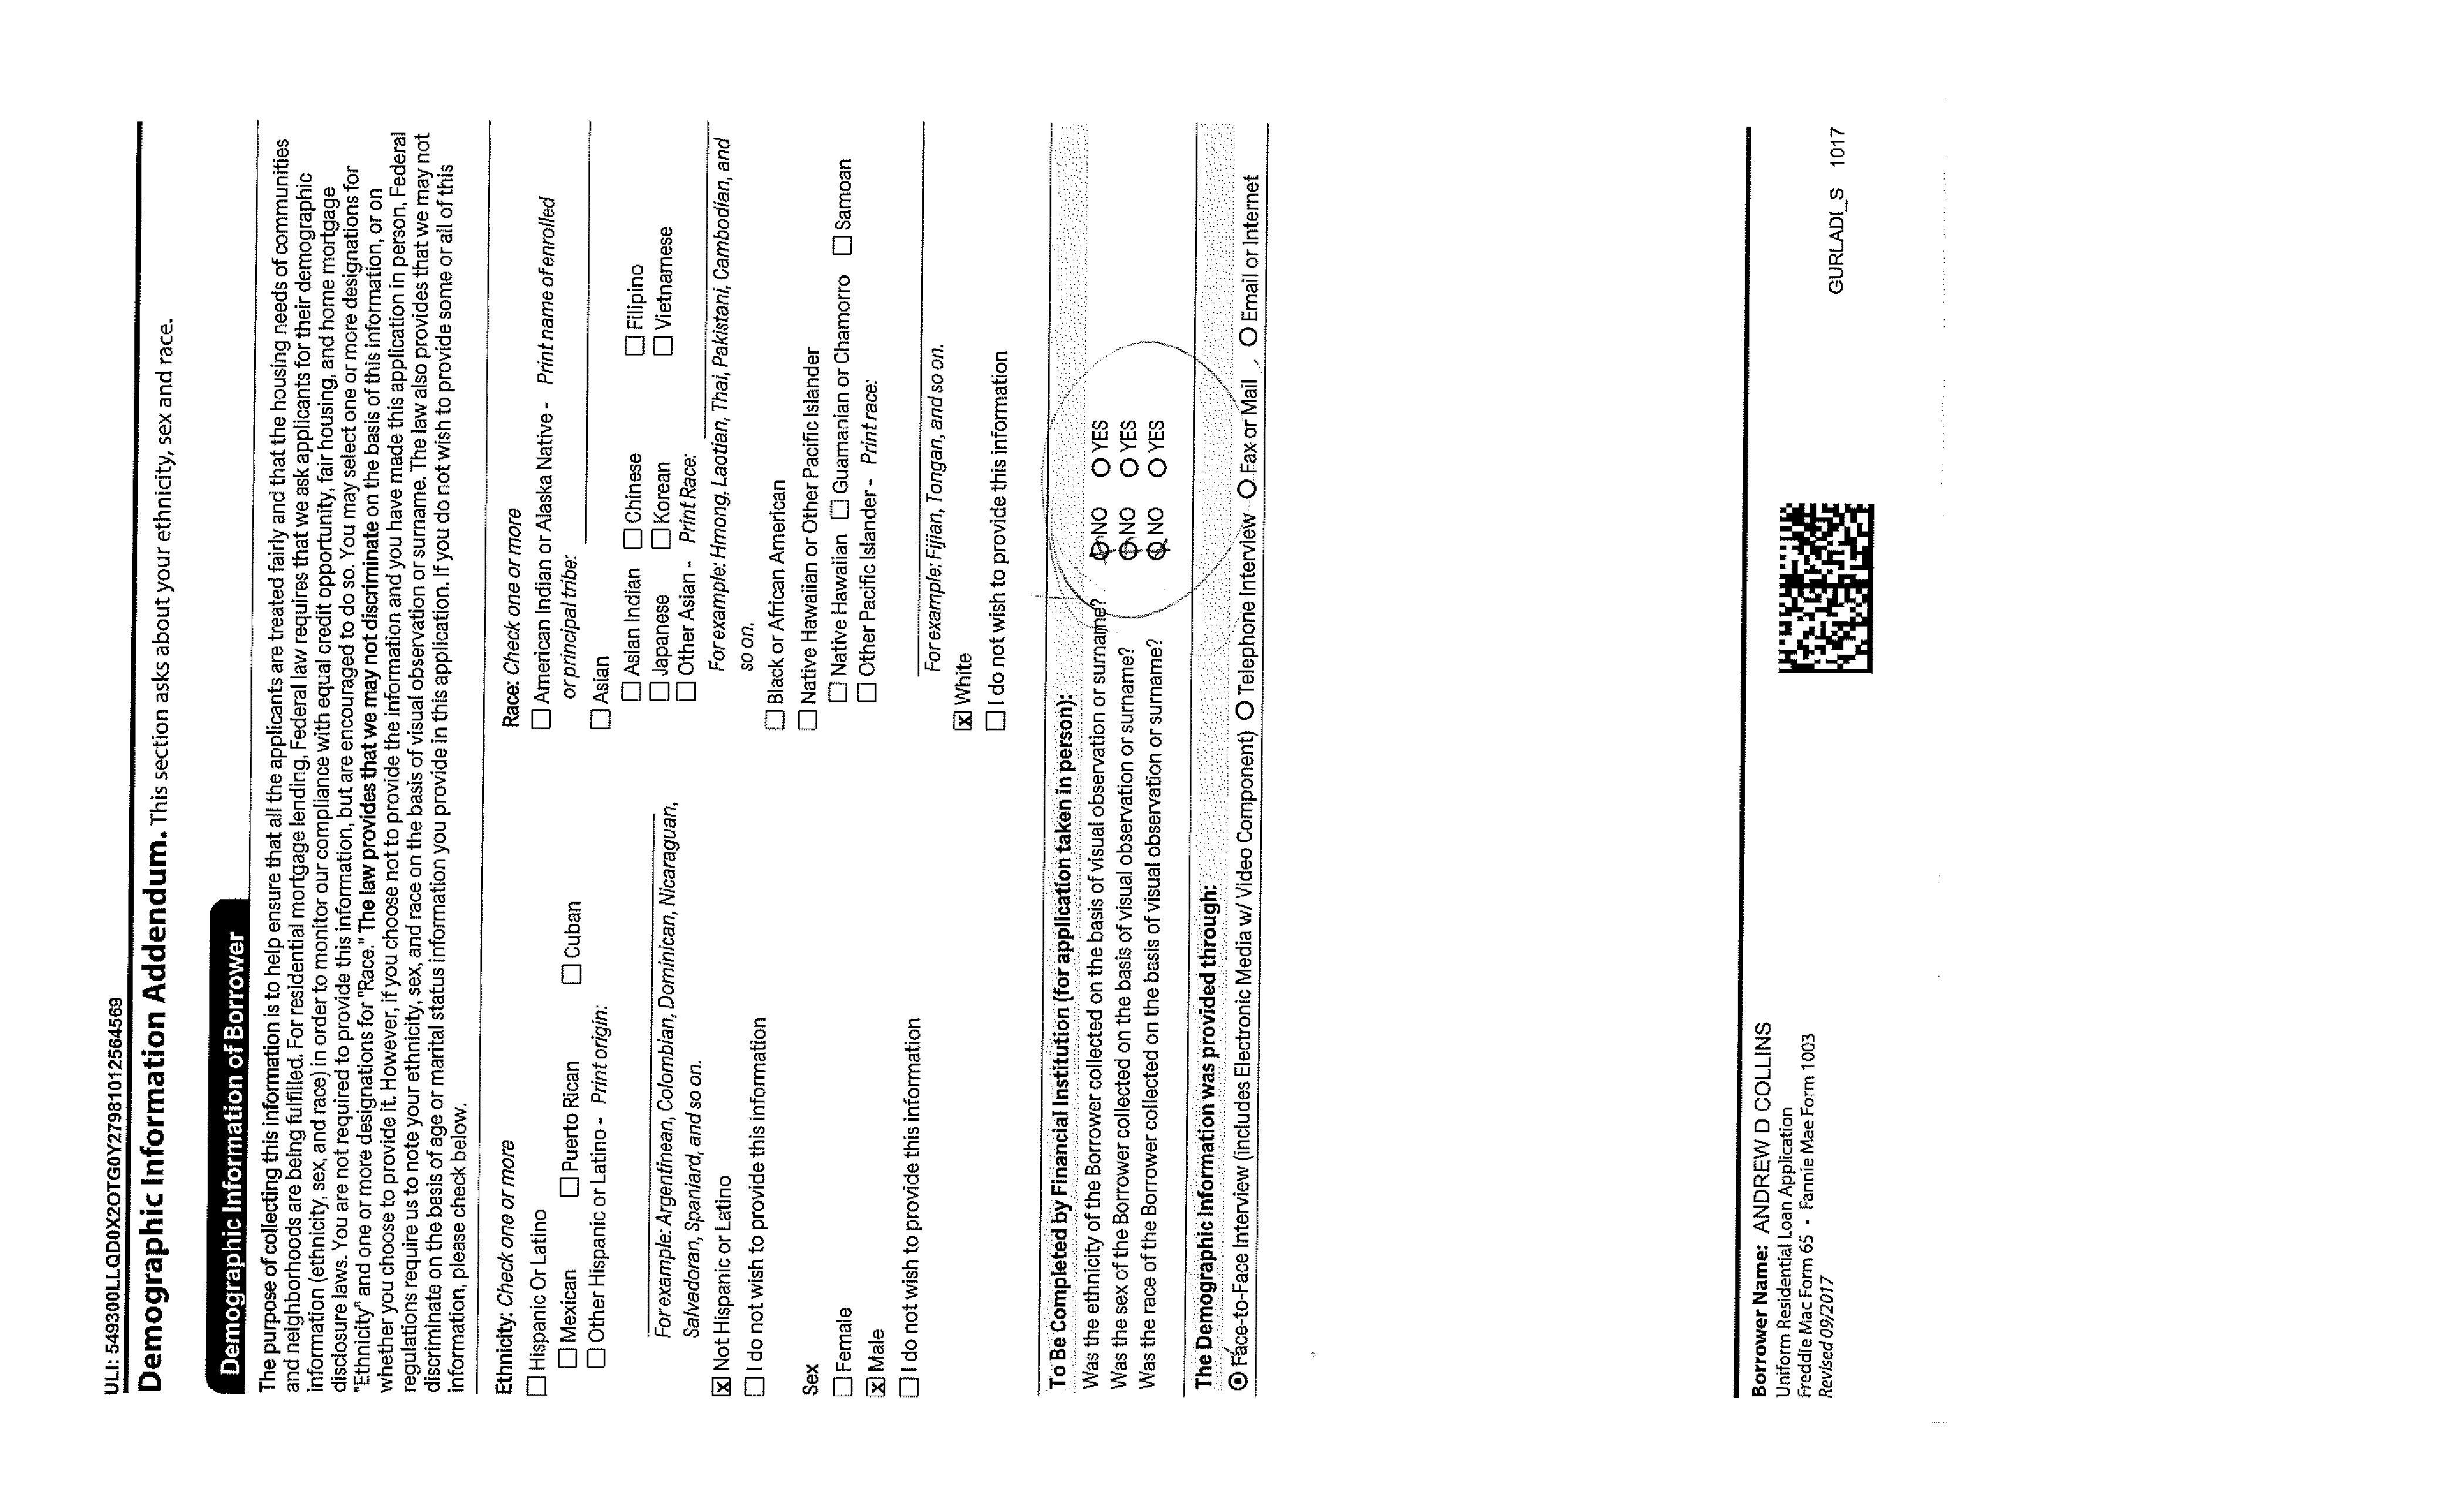 ULI: 549300LLQD0X2OTG0Y279810125645​69
Demographic Information Addendum. This section asks about your ethnicity, sex and race.
Demographic Information of Borrower
The purpose of collecting this information is to help ensure that all the applicants are treated fairly and that the housing needs of communities
and neighborhoods are being fulfilled. For residential mortgage lending, Federal law requires that we ask applicants for their demographic
information (ethnicity, sex, and race) in order to monitor our compliance with equal credit opportunity, fair housing, and home mortgage
disclosure laws. You are not required to provide this information, but are encouraged to do so. You may select one or more designations for
"Ethnicity" and one or more designations for "Race." The law provides that we may not discriminate on the basis of this information, or on
whether you choose to provide it. However, if you choose not to provide the information and you have made this application in person, Federal
regulations require us to note your ethnicity, sex, and race on the basis of visual observation or surname. The law also provides that we may not
discriminate on the basis of age or marital status information you provide in this application. If you do not wish to provide some or all of this
information, please check below.
Ethnicity: Check one or more
Hispanic Or Latino
Mexican Puerto Rican Cuban
Other Hispanic or Latino - Print origin:
For example: Argentinean, Colombian, Dominican, Nicaraguan,
Salvadoran, Spaniard, and so on.
X Not Hispanic or Latino
I do not wish to provide this information
Sex
Female
X Male
I do not wish to provide this information
Race: Check one or more
American Indian or Alaska Native - Print name of enrolled
or principal tribe:
Asian
Asian Indian Chinese Filipino
Japanese Korean Vietnamese
Other Asian - Print Race:
For example: Hmong, Laotian, Thai, Pakistani, Cambodian, and
so on.
Black or African American
Native Hawaiian or Other Pacific Islander
Native Hawaiian Guamanian or Chamorro Samoan
Other Pacific Islander - Print race:
For example: Fijian, Tongan, and so on.
X White
I do not wish to provide this information
To Be Completed by Financial Institution (for application taken in person):
Was the ethnicity of the Borrower collected on the basis of visual observation or surname? NO YES
Was the sex of the Borrower collected on the basis of visual observation or surname? NO YES
Was the race of the Borrower collected on the basis of visual observation or surname? NO YES
The Demographic Information was provided through:
Face-to-Face Interview (includes Electronic Media w/ Video Component) Telephone Interview Fax or Mail Email or Internet
Borrower Name: ANDREW D COLLINS
Uniform Residential Loan Application
Freddie Mac Form 65 • Fannie Mae Form 1003
Revised 09/2017
GURLADI_S 1017